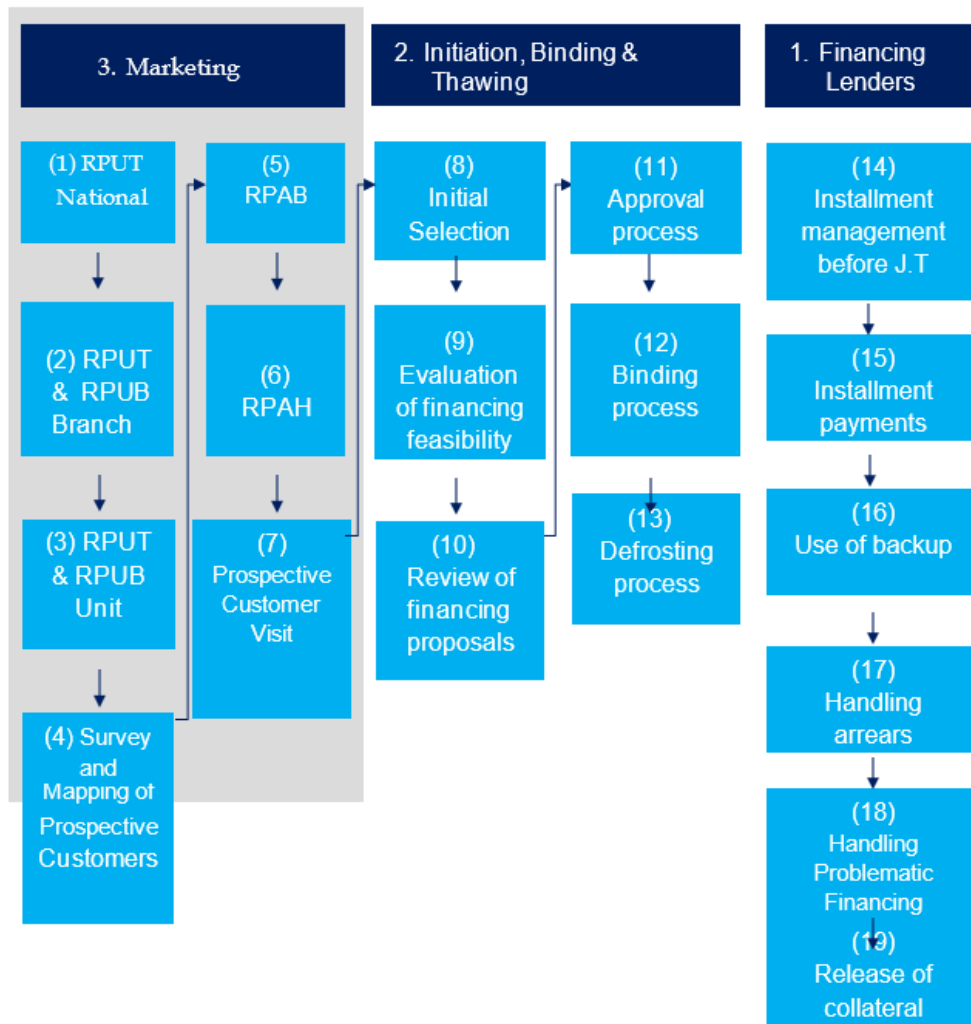 3. Marketing
2. Initiation, Binding &
Thawing
1. Financing
Lenders
(1) RPUT
National
(2) RPUT
& RPUB
Branch
(3) RPUT
& RPUB
Unit
(4) Survey
and
Mapping of
Prospective
Customers
(5)
RPAB
(6)
RPAH
(7)
Prospective
Customer
Visit
(8)
Initial
Selection
(9)
Evaluation
of financing
feasibility
(10)
Review of
financing
proposals
(11)
Approval
process
(12)
Binding
process
(13)
Defrosting
process
(14)
Installment
management
before J.T
(15)
Installment
payments
(16)
Use of backup
(17)
Handling
arrears
(18)
Handling
Problematic
Financing
(19)
Release of
collateral